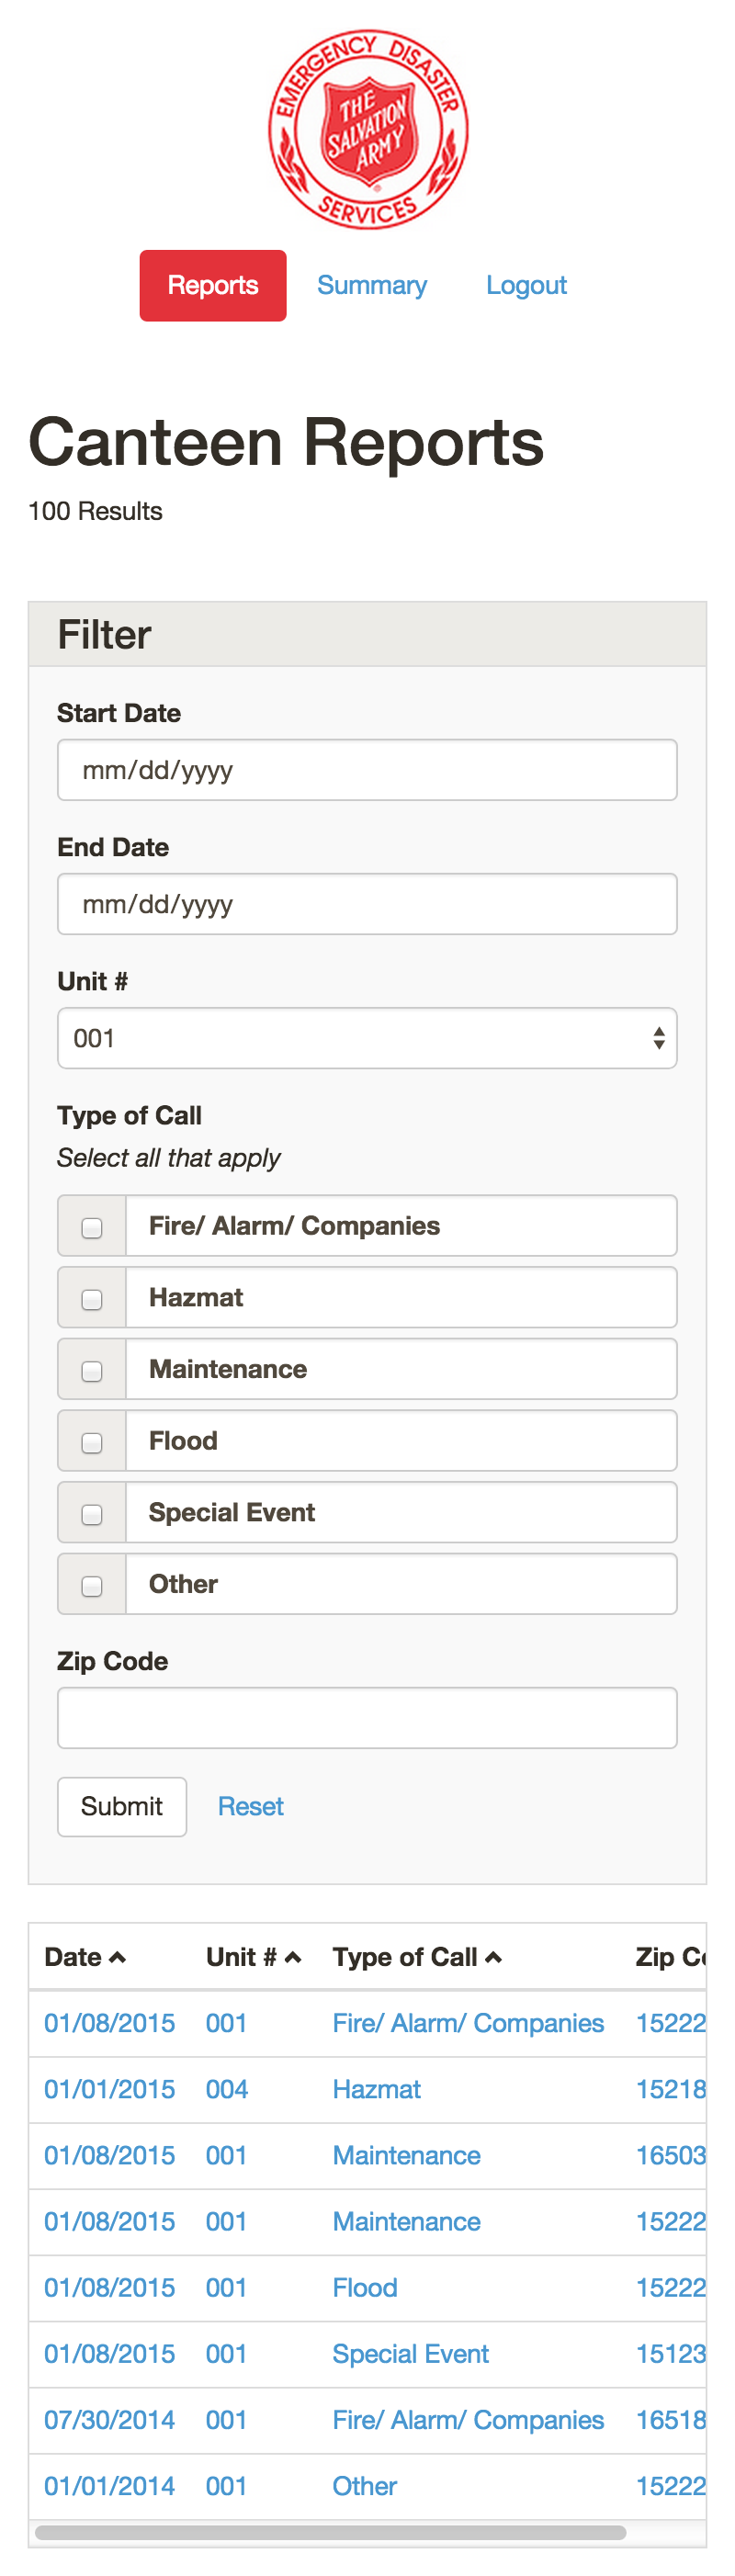 EMERGENCY DISASTER
THE
SALVATION
ARMY
®
SERVICES
Reports Summary Logout
Canteen Reports
100 Results
Filter
Start Date
mm/dd/yyyy
End Date
mm/dd/yyyy
Unit #
001
Type of Call
Select all that apply
Fire/ Alarm/ Companies
Hazmat
Maintenance
Flood
Special Event
Other
Zip Code
Submit Reset
Date Unit # Type of Call Zip
01/08/2015 001 Fire/ Alarm/ Companies 15222
01/01/2015 004 Hazmat 15218
01/08/2015 001 Maintenance 16503
01/08/2015 001 Maintenance 15222
01/08/2015 001 Flood 15222
01/08/2015 001 Special Event 15123
07/30/2014 001 Fire/ Alarm/ Companies 16518
01/01/2014 001 Other 15222